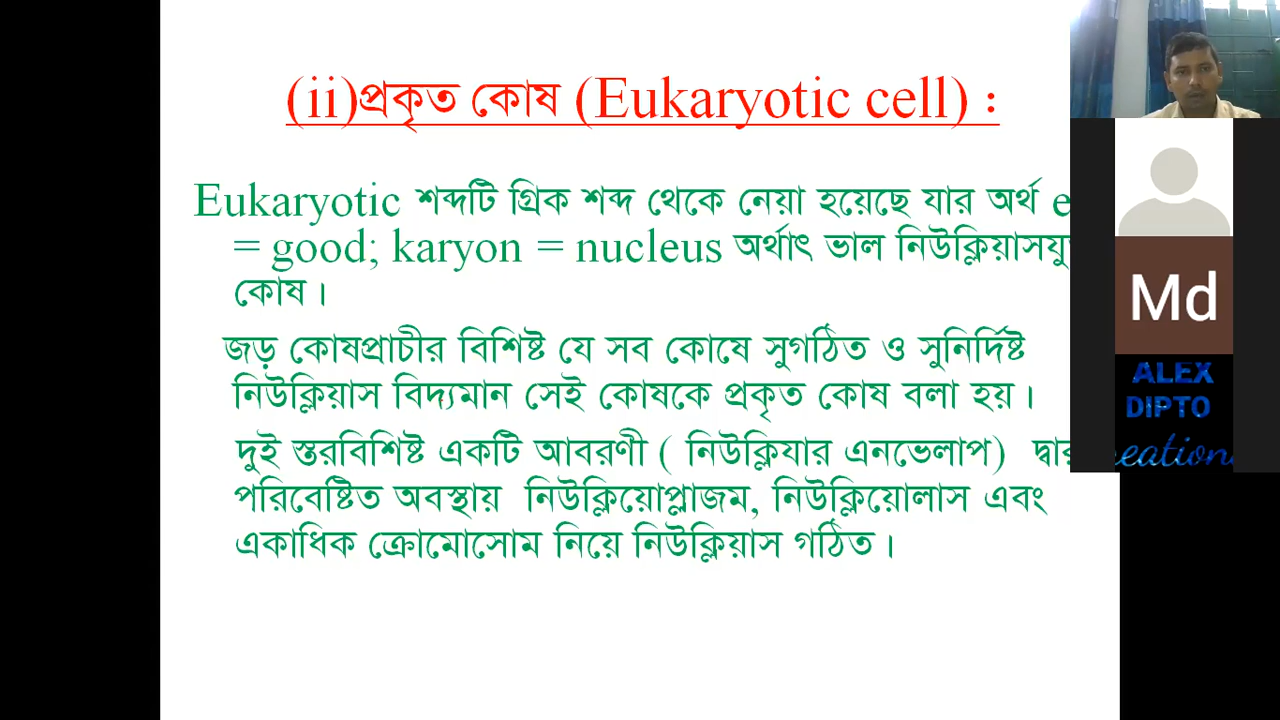 (ii)প্রকৃত কোষ (Eukaryotic cell) :
Eukaryotic শব্দটি গ্রিক শব্দ থেকে নেয়া হয়েছে যার অর্থ
= good; karyon = nucleus অর্থাৎ ভাল
কোষ।
জড় কোষপ্রাচীর বিশিষ্ট যে সব কোষে সুগঠিত ও সুনির্দিষ্ট
নিউক্লিয়াস বিদ্যমান সেই কোষকে প্রকৃত কোষ বলা হয়।
দুই স্তরবিশিষ্ট একটি আবরণী ( নিউক্লিযার এনভেলাপ)
পরিবেষ্টিত অবস্থায় নিউক্লিয়োপ্লাজম, নিউক্লিয়োলাস এবং
একাধিক ক্রোমোসোম নিয়ে নিউক্লিয়াস গঠিত।
Md
ALEX
DIPTO